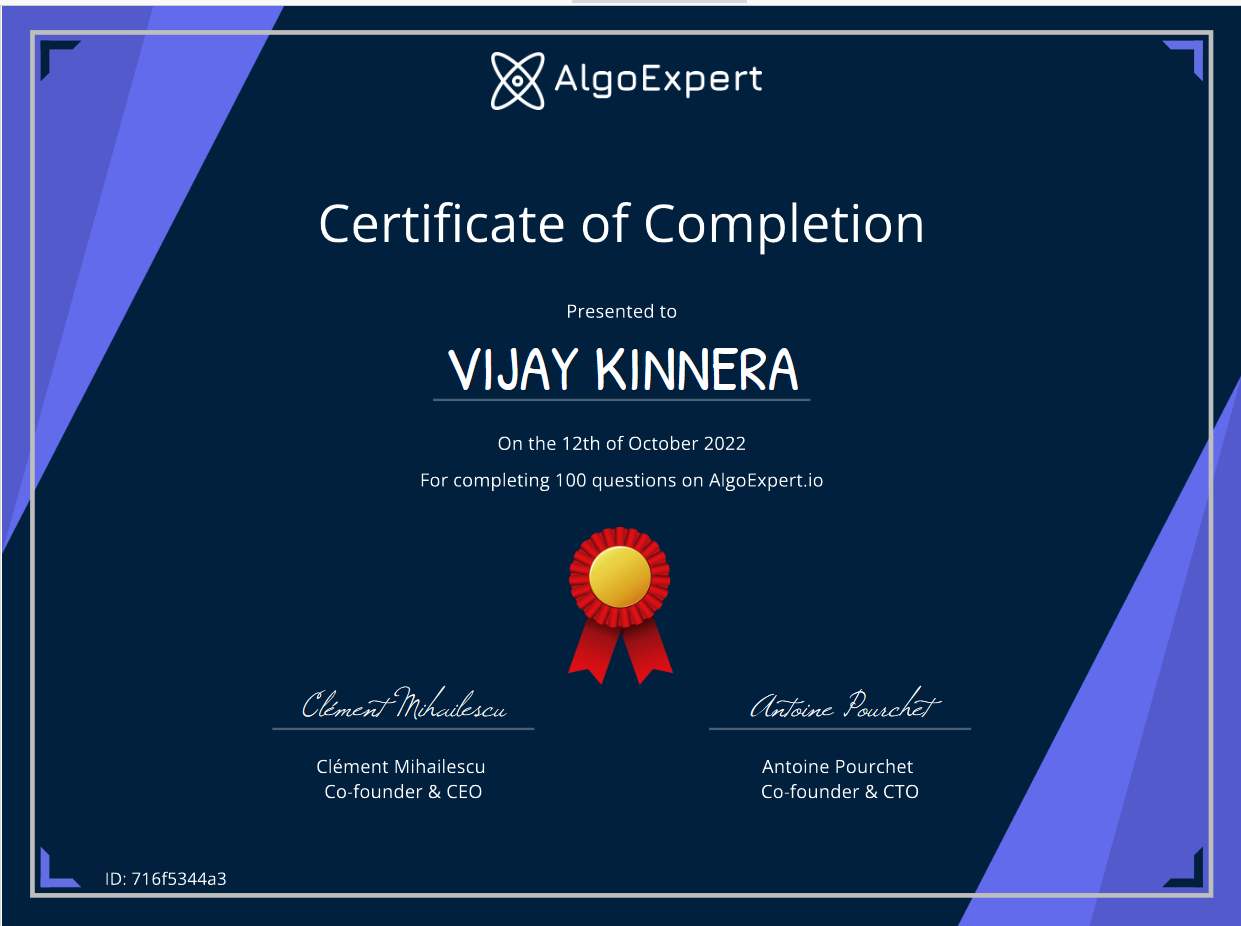 AlgoExpert
Certificate of Completion
Presented to
VIJAY KINNERA
On the 12th of October 2022
For completing 100 questions on AlgoExpert.io
Clément Mihailescu
Antoine Pourchet
Clément Mihailescu
Co-founder & CEO
Antoine Pourchet
Co-founder & CTO
ID: 716f5344a3